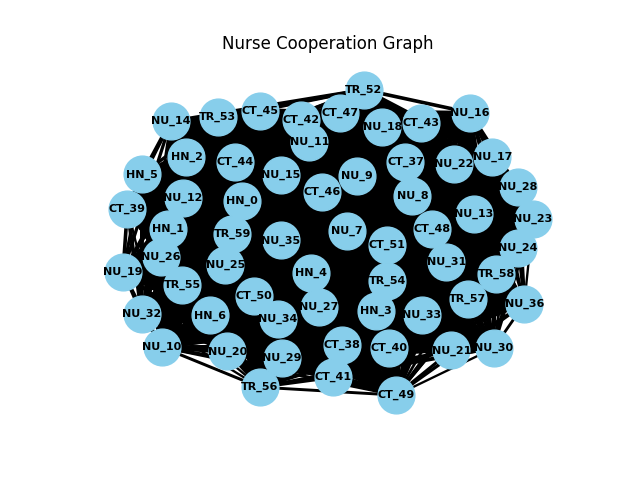 Nurse Cooperation Graph
TR_52
CT_45
CT_47
NU_16
TR_53
NU_14
CT_42
CT_43
NU_18
NU_11
HN_2
NU_17
CT_44
CT_37
NU_22
HN_5
NU_15
NU_9
NU_28
CT_46
NU_12
NU_8
HN_0
CT_39
NU_13
NU_23
HN_1
CT_48
NU_7
TR_59
NU_35
CT_51
NU_24
NU_26
NU_31
NU_25
NU_19
HN_4
TR_58
TR_54
TR_55
CT_50
TR_57
NU_36
NU_27
HN_3
NU_32
HN_6
NU_33
NU_34
CT_38
NU_10
CT_40
NU_30
NU_21
NU_20
NU_29
CT_41
TR_56
CT_49